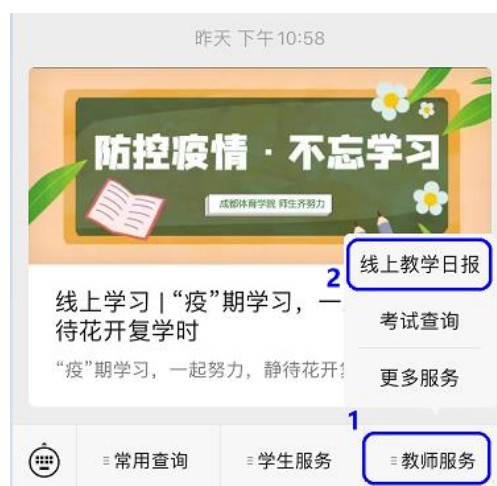 昨天 下午10:58
防控疫情 · 不忘学习
成都体育学院 师生齐努力
线上学习 | “疫”期学习，一
待花开复学时
“疫”期学习，一起努力，静待花开
2
线上教学日报
考试查询
更多服务
1
常用查询
学生服务
教师服务